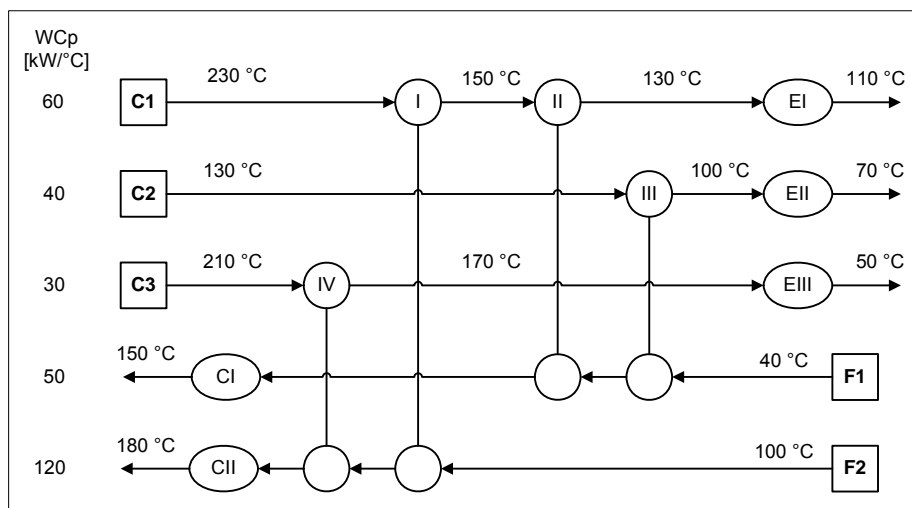 WCp
[kW/°C]
60
C1
230 °C
I
150 °C
II
130 °C
EI
110 °C
40
C2
130 °C
III
100 °C
EII
70 °C
30
C3
210 °C
IV
170 °C
EIII
50 °C
50
150 °C
CI
40 °C
F1
120
180 °C
CII
100 °C
F2